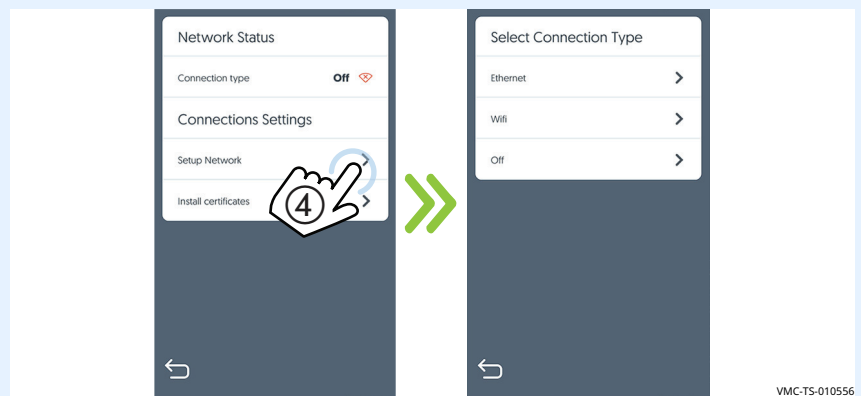 Network Status
Connection type Off
Connections Settings
Setup Network
Install certificates
4
Select Connection Type
Ethernet
Wifi
Off
VMC-TS-010556